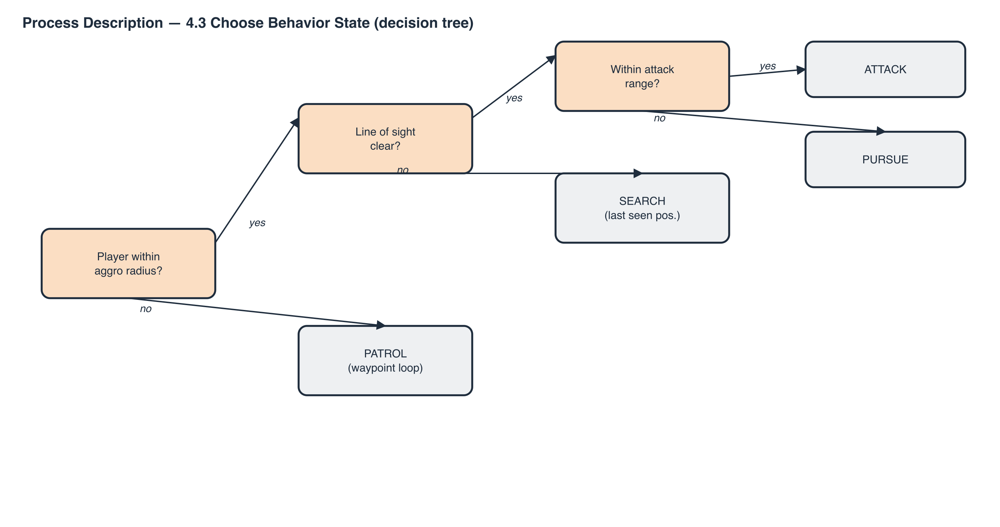 Process Description — 4.3 Choose Behavior State (decision tree)
Within attack
range?
yes
ATTACK
no
PURSUE
Line of sight
clear?
yes
no
SEARCH
(last seen pos.)
Player within
aggro radius?
yes
no
PATROL
(waypoint loop)